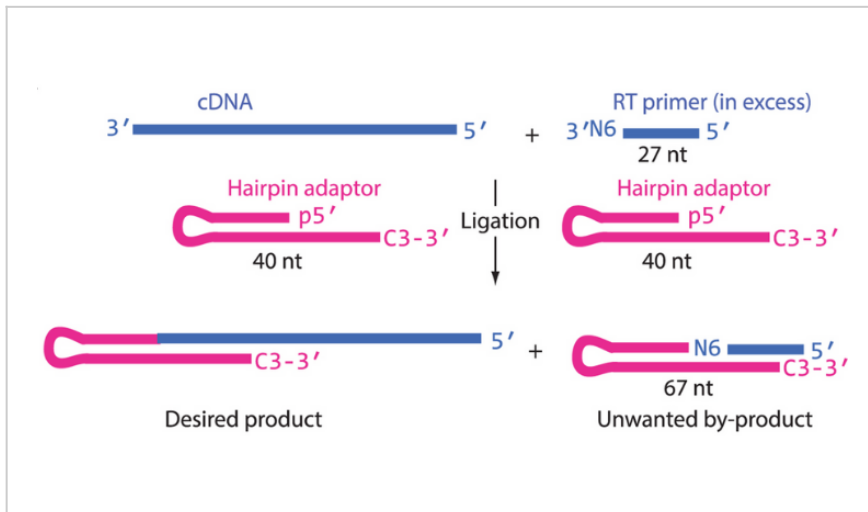 cDNA
RT primer (in excess)
3′ 5′ + 3′N6 5′
27 nt
Hairpin adaptor
Hairpin adaptor
p5′
p5′
C3-3′
Ligation
C3-3′
40 nt
40 nt
5′ + N6 5′
C3-3′
C3-3′
67 nt
Desired product
Unwanted by-product